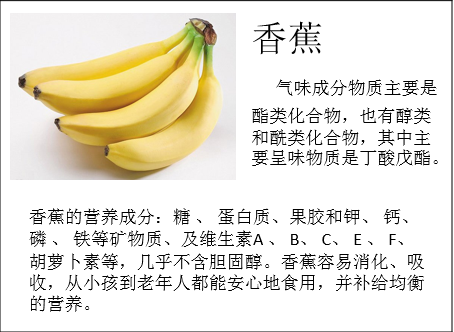 香蕉
气味成分物质主要是
酯类化合物，也有醇类
和酰类化合物，其中主
要呈味物质是丁酸戊酯。
香蕉的营养成分：糖 、 蛋白质、果胶和钾、 钙、
磷 、 铁等矿物质、及维生素A 、 B、 C、 E 、 F、
胡萝卜素等，几乎不含胆固醇。香蕉容易消化、吸
收，从小孩到老年人都能安心地食用，并补给均衡
的营养。